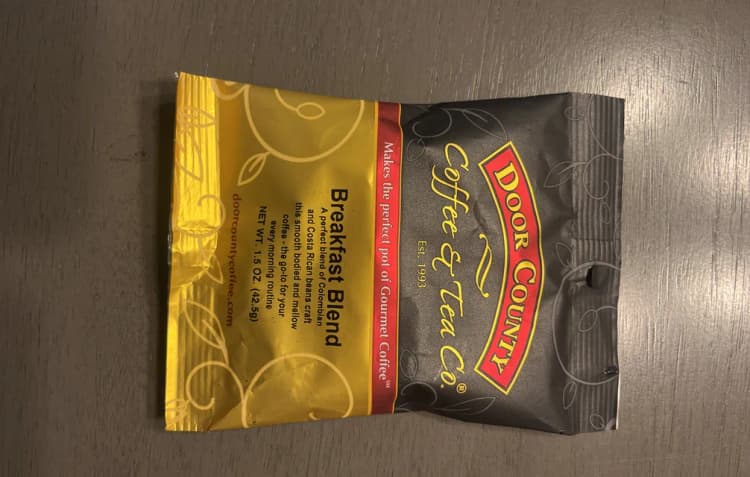 DOOR COUNTY
Coffee & Tea Co.®
Est. 1993
Makes the perfect pot of Gourmet Coffee℠
Breakfast Blend
A perfect blend of Colombian
and Costa Rican beans craft
this smooth bodied and mellow
coffee - the go-to for your
every morning routine
NET WT. 1.5 OZ. (42.5g)
doorcountycoffee.com